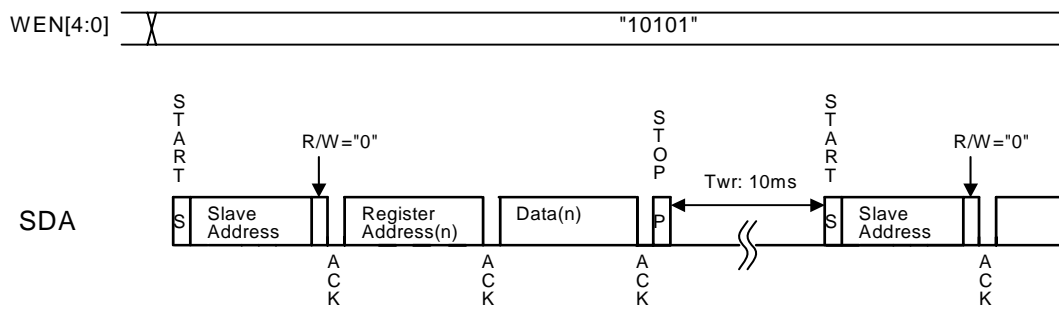 WEN[4:0]
"10101"
START
R/W="0"
STOP
Twr: 10ms
START
R/W="0"
SDA
S
Slave
Address
Register
Address(n)
Data(n)
P
S
Slave
Address
ACK
ACK
ACK
ACK